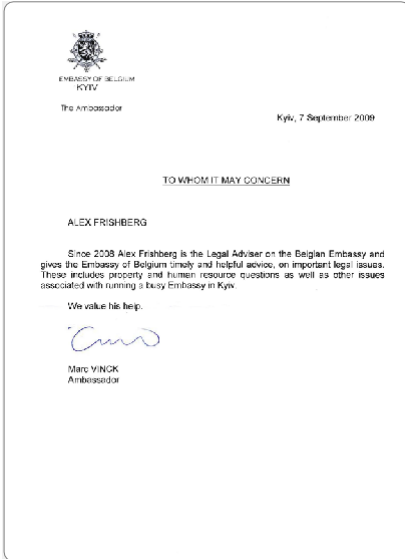 EMBASSY OF BELGIUM
KYIV
The Ambassador
Kyiv, 7 September 2009
TO WHOM IT MAY CONCERN
ALEX FRISHBERG
Since 2008 Alex Frishberg is the Legal Adviser on the Belgian Embassy and
gives the Embassy of Belgium timely and helpful advice, on important legal issues.
These includes property and human resource questions as well as other issues
associated with running a busy Embassy in Kyiv.
We value his help.
Marc VINCK
Ambassador